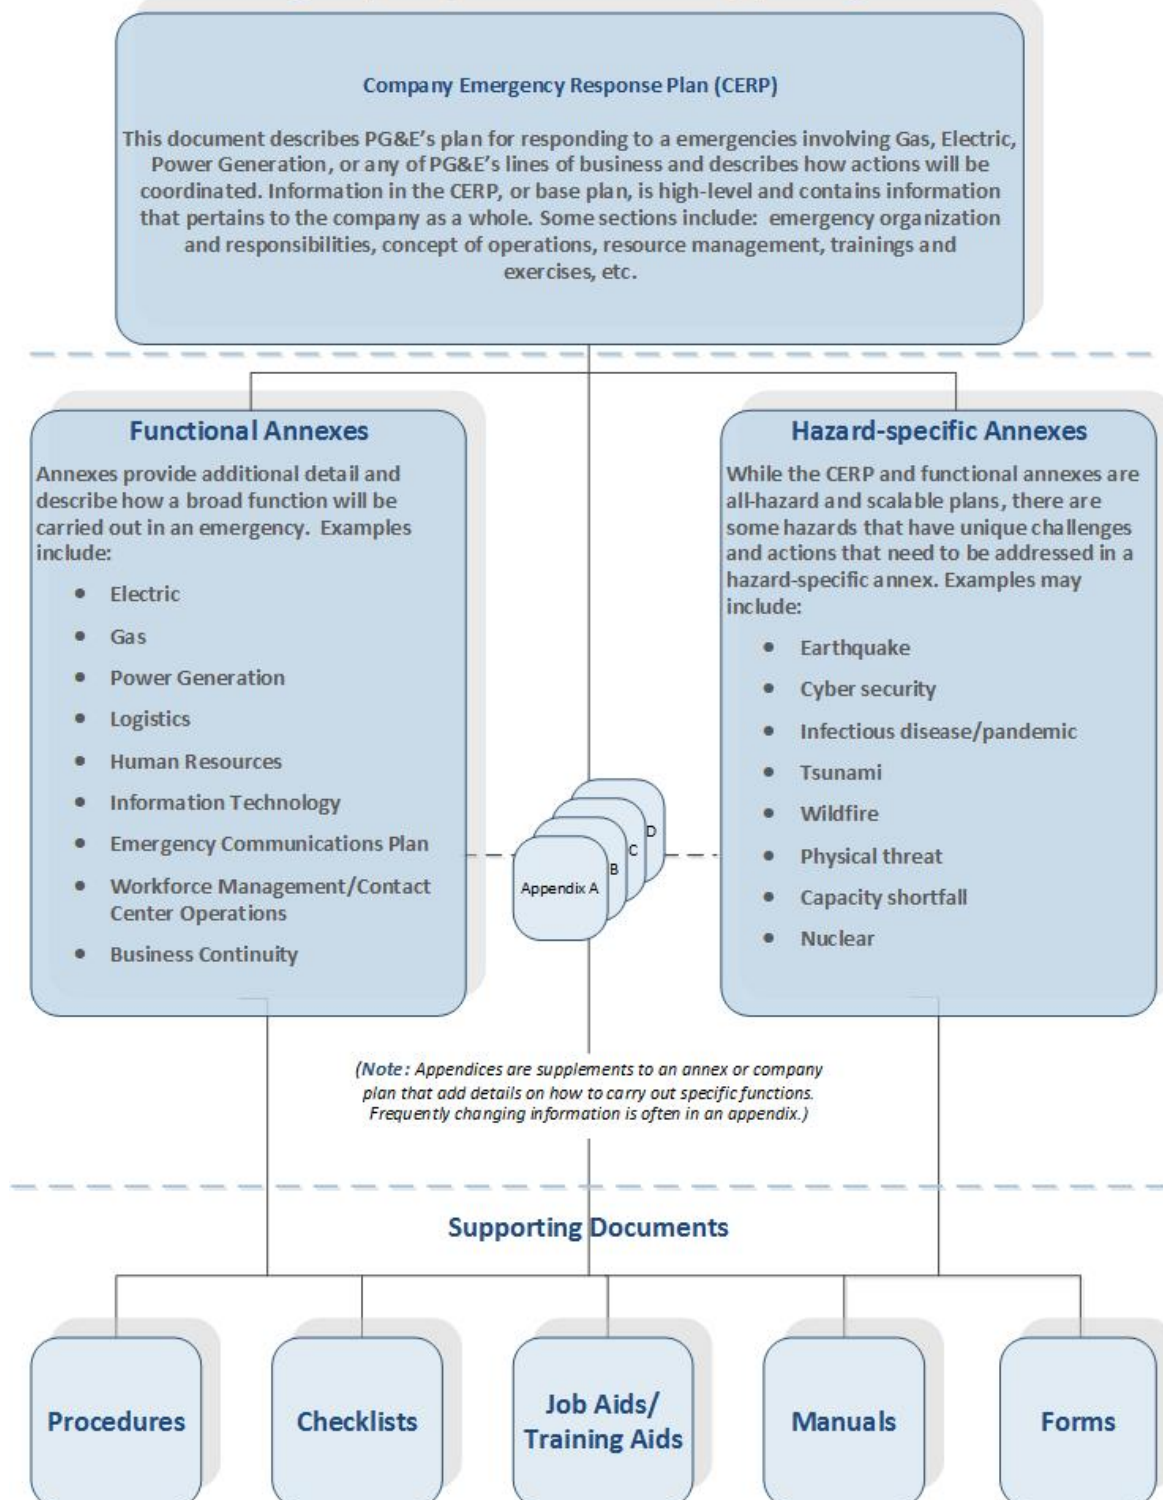 Company Emergency Response Plan (CERP)
This document describes PG&E's plan for responding to a emergencies involving Gas, Electric,
Power Generation, or any of PG&E's lines of business and describes how actions will be
coordinated. Information in the CERP, or base plan, is high-level and contains information
that pertains to the company as a whole. Some sections include: emergency organization
and responsibilities, concept of operations, resource management, trainings and
exercises, etc.
Functional Annexes
Annexes provide additional detail and
describe how a broad function will be
carried out in an emergency. Examples
include:
• Electric
• Gas
• Power Generation
• Logistics
• Human Resources
• Information Technology
• Emergency Communications Plan
• Workforce Management/Contact
Center Operations
• Business Continuity
Hazard-specific Annexes
While the CERP and functional annexes are
all-hazard and scalable plans, there are
some hazards that have unique challenges
and actions that need to be addressed in a
hazard-specific annex. Examples may
include:
• Earthquake
• Cyber security
• Infectious disease/pandemic
• Tsunami
• Wildfire
• Physical threat
• Capacity shortfall
• Nuclear
D
C
B
Appendix A
(Note: Appendices are supplements to an annex or company
plan that add details on how to carry out specific functions.
Frequently changing information is often in an appendix.)
Supporting Documents
Procedures
Checklists
Job Aids/
Training Aids
Manuals
Forms